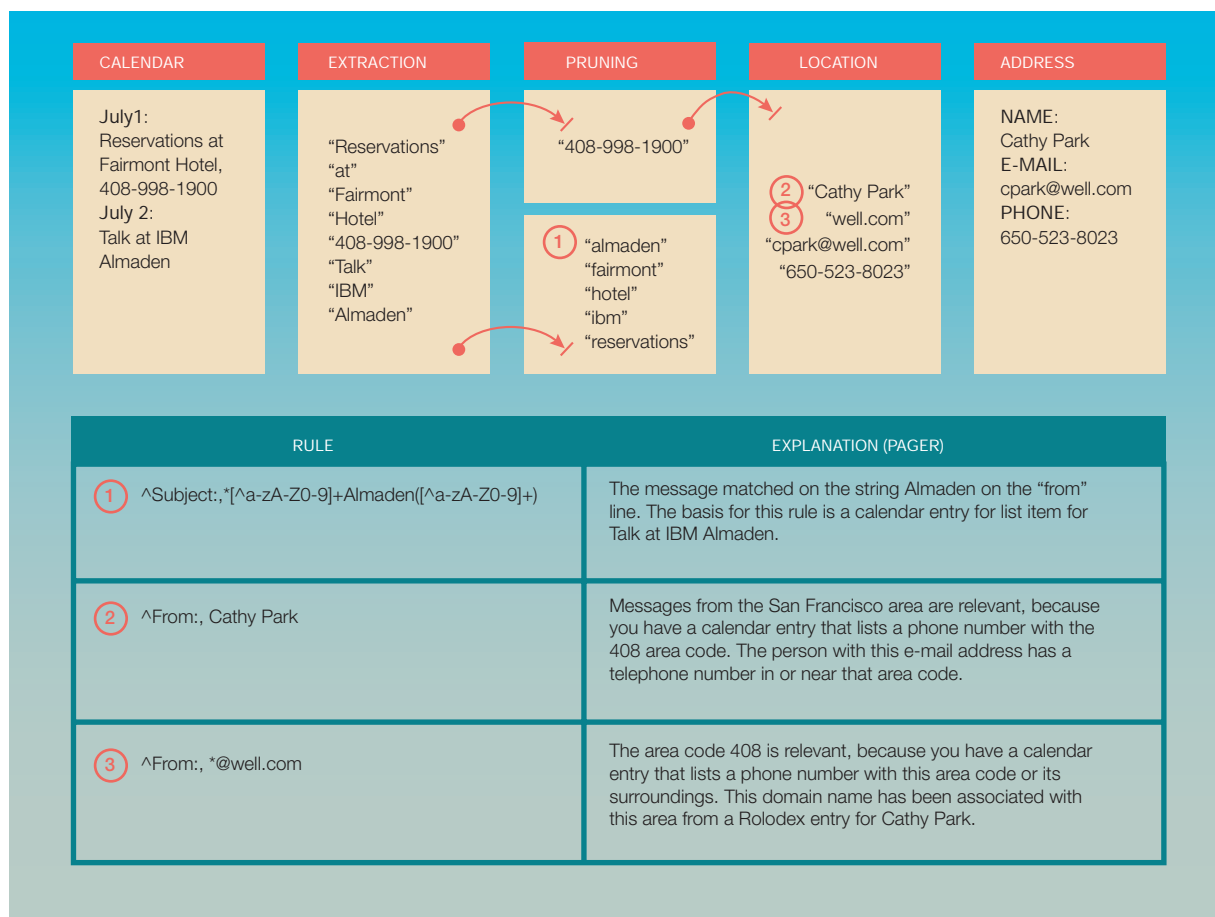 CALENDAR
July1:
Reservations at
Fairmont Hotel,
408-998-1900
July 2:
Talk at IBM
Almaden
EXTRACTION
“Reservations”
“at”
“Fairmont”
“Hotel”
“408-998-1900”
“Talk”
“IBM”
“Almaden”
PRUNING
“408-998-1900”
1 “almaden”
“fairmont”
“hotel”
“ibm”
“reservations”
LOCATION
2 “Cathy Park”
3 “well.com”
“cpark@well.com”
“650-523-8023”
ADDRESS
NAME:
Cathy Park
E-MAIL:
cpark@well.com
PHONE:
650-523-8023
RULE
EXPLANATION (PAGER)
1 ^Subject:,*[^a-zA-Z0-9]+Almaden([^a-zA-Z0-9]+)
The message matched on the string Almaden on the “from”
line. The basis for this rule is a calendar entry for list item for
Talk at IBM Almaden.
2 ^From:, Cathy Park
Messages from the San Francisco area are relevant, because
you have a calendar entry that lists a phone number with the
408 area code. The person with this e-mail address has a
telephone number in or near that area code.
3 ^From:, *@well.com
The area code 408 is relevant, because you have a calendar
entry that lists a phone number with this area code or its
surroundings. This domain name has been associated with
this area from a Rolodex entry for Cathy Park.